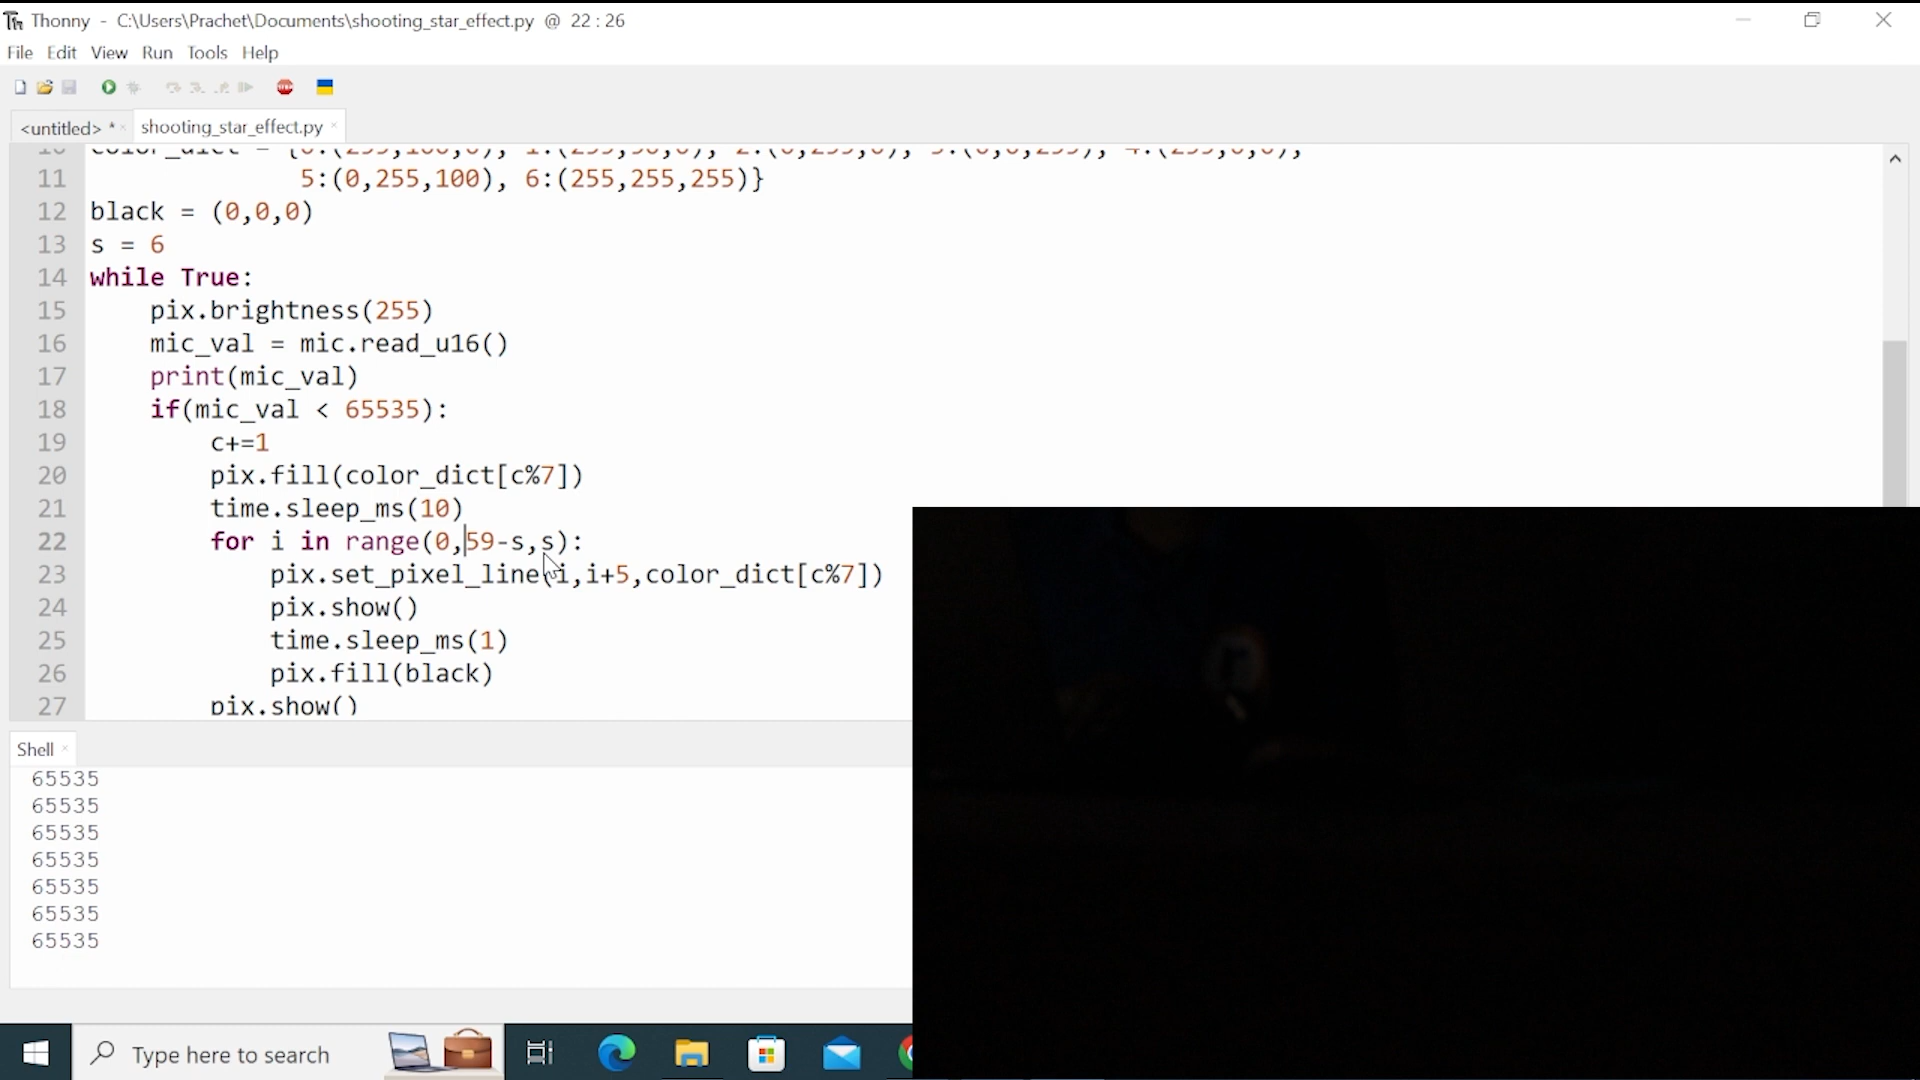 Thonny - C:\Users\Prachet\Documents\shooting_star_effect.py @ 22 : 26
File Edit View Run Tools Help
<untitled> * × shooting_star_effect.py ×
11 5:(0,255,100), 6:(255,255,255)}
12 black = (0,0,0)
13 s = 6
14 while True:
15 pix.brightness(255)
16 mic_val = mic.read_u16()
17 print(mic_val)
18 if(mic_val < 65535):
19 c+=1
20 pix.fill(color_dict[c%7])
21 time.sleep_ms(10)
22 for i in range(0,59-s,s):
23 pix.set_pixel_line(i,i+5,color_dict[c%7])
24 pix.show()
25 time.sleep_ms(1)
26 pix.fill(black)
27 pix.show()
Shell ×
65535
65535
65535
65535
65535
65535
65535
Type here to search